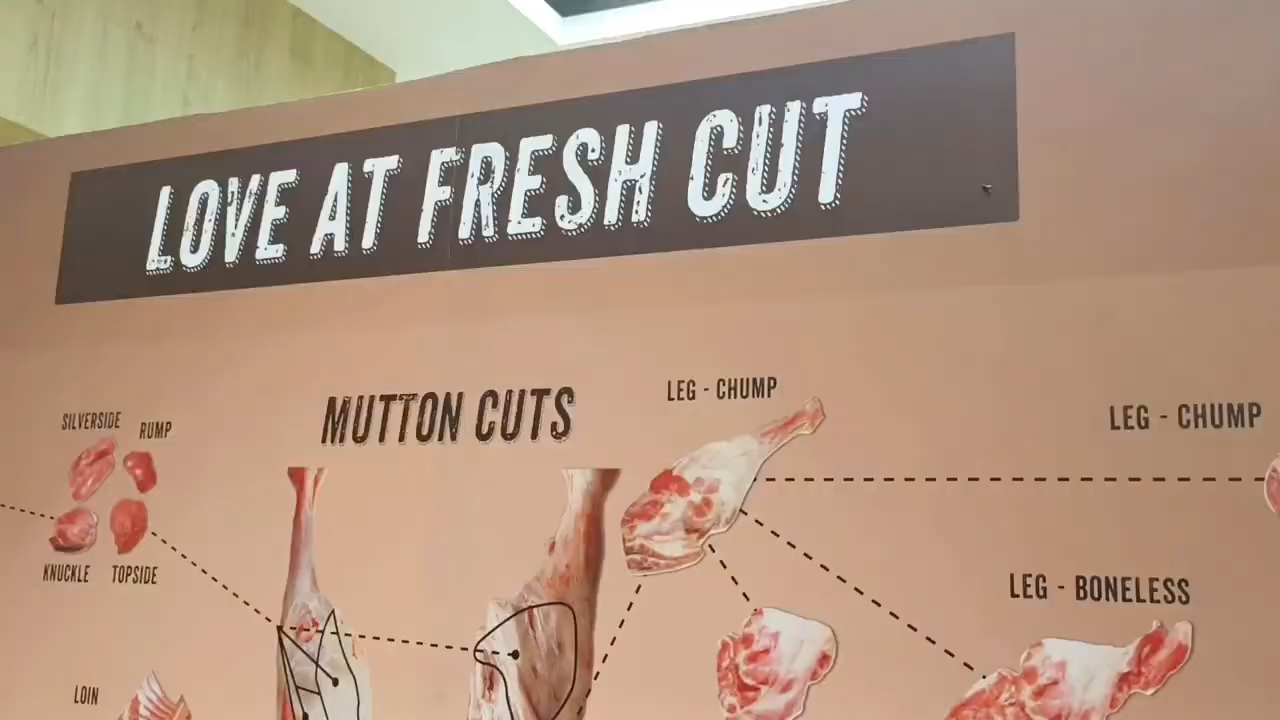 LOVE AT FRESH CUT
MUTTON CUTS
LEG - CHUMP
LEG - CHUMP
SILVERSIDE
RUMP
KNUCKLE
TOPSIDE
LEG - BONELESS
LOIN